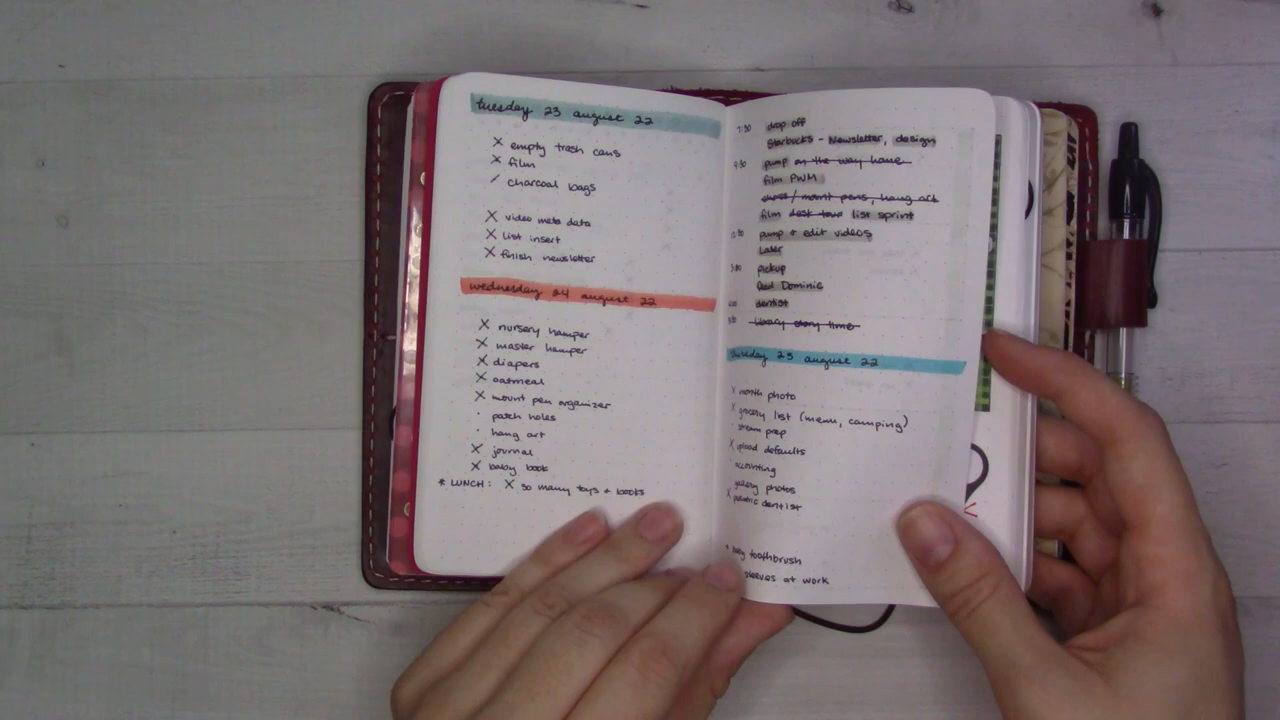 tuesday 23 august 22
X empty trash cans
X film
/ charcoal bags
X video meta data
X list insert
X finish newsletter
wednesday 24 august 22
X nursery hamper
X master hamper
X diapers
X oatmeal
X mount pen organizer
· patch holes
· hang art
X journal
X baby book
* LUNCH: X so many toys + books
7:30 drop off
Starbucks - Newsletter, design
9:30 pump on the way home
film PWM
/ mount pens, hang art
film desk tour list sprint
12:30 pump + edit videos
Later
3:00 pickup
feed Dominic
dentist
library story time
thursday 25 august 22
X month photo
X grocery list (menu, camping)
stream prep
X upload defaults
accounting
gallery photos
X pediatric dentist
baby toothbrush
sleeves at work